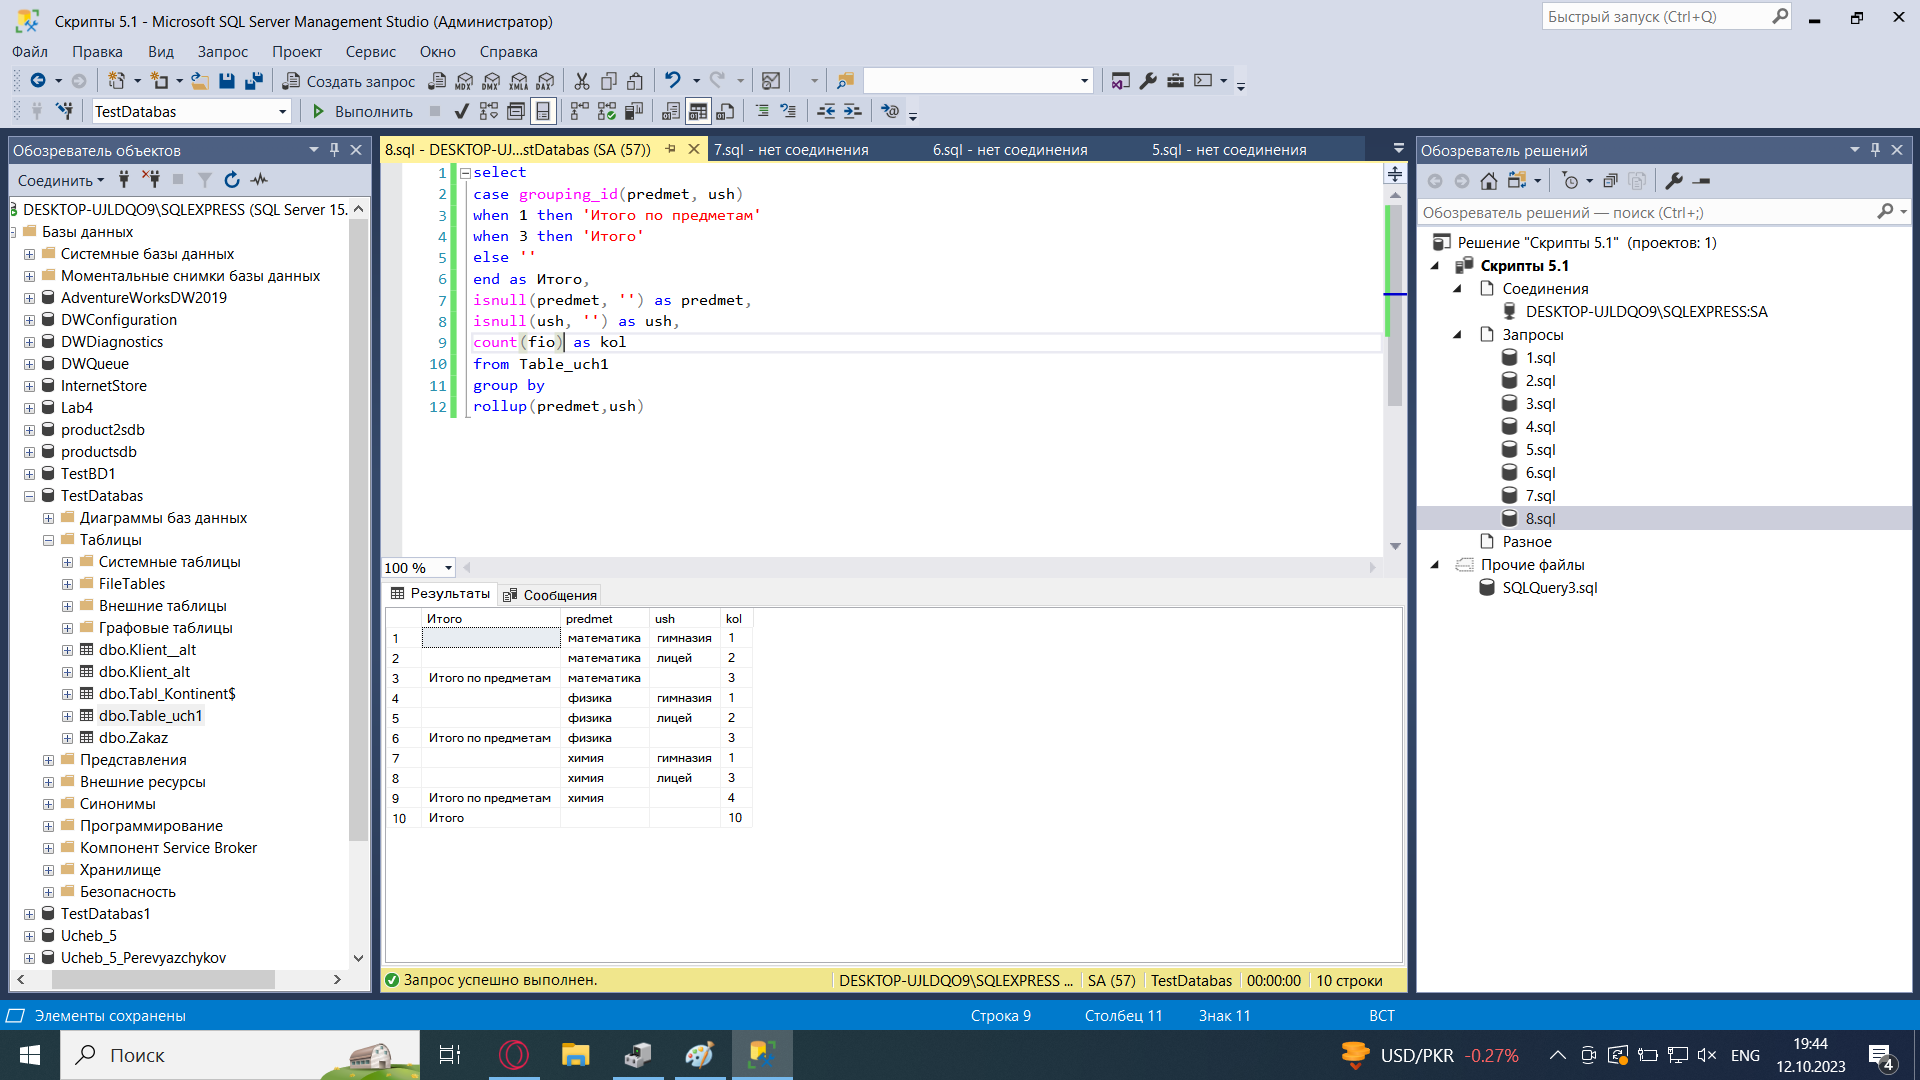 Скрипты 5.1 - Microsoft SQL Server Management Studio (Администратор)
Быстрый запуск (Ctrl+Q)
Файл Правка Вид Запрос Проект Сервис Окно Справка
Создать запрос
TestDatabas
Выполнить
Обозреватель объектов
Соединить
DESKTOP-UJLDQO9\SQLEXPRESS (SQL Server 15.
Базы данных
Системные базы данных
Моментальные снимки базы данных
AdventureWorksDW2019
DWConfiguration
DWDiagnostics
DWQueue
InternetStore
Lab4
product2sdb
productsdb
TestBD1
TestDatabas
Диаграммы баз данных
Таблицы
Системные таблицы
FileTables
Внешние таблицы
Графовые таблицы
dbo.Klient__alt
dbo.Klient_alt
dbo.Tabl_Kontinent$
dbo.Table_uch1
dbo.Zakaz
Представления
Внешние ресурсы
Синонимы
Программирование
Компонент Service Broker
Хранилище
Безопасность
TestDatabas1
Ucheb_5
Ucheb_5_Perevyazchykov
8.sql - DESKTOP-UJ...stDatabas (SA (57)) 7.sql - нет соединения 6.sql - нет соединения 5.sql - нет соединения
1 select
2 case grouping_id(predmet, ush)
3 when 1 then 'Итого по предметам'
4 when 3 then 'Итого'
5 else ''
6 end as Итого,
7 isnull(predmet, '') as predmet,
8 isnull(ush, '') as ush,
9 count(fio) as kol
10 from Table_uch1
11 group by
12 rollup(predmet,ush)
100 %
Результаты Сообщения
Итого predmet ush kol
1 математика гимназия 1
2 математика лицей 2
3 Итого по предметам математика 3
4 физика гимназия 1
5 физика лицей 2
6 Итого по предметам физика 3
7 химия гимназия 1
8 химия лицей 3
9 Итого по предметам химия 4
10 Итого 10
Запрос успешно выполнен. DESKTOP-UJLDQO9\SQLEXPRESS ... SA (57) TestDatabas 00:00:00 10 строки
Обозреватель решений
Обозреватель решений — поиск (Ctrl+;)
Решение "Скрипты 5.1" (проектов: 1)
Скрипты 5.1
Соединения
DESKTOP-UJLDQO9\SQLEXPRESS:SA
Запросы
1.sql
2.sql
3.sql
4.sql
5.sql
6.sql
7.sql
8.sql
Разное
Прочие файлы
SQLQuery3.sql
Элементы сохранены Строка 9 Столбец 11 Знак 11 ВСТ
Поиск
USD/PKR -0.27%
ENG
19:44
12.10.2023
4